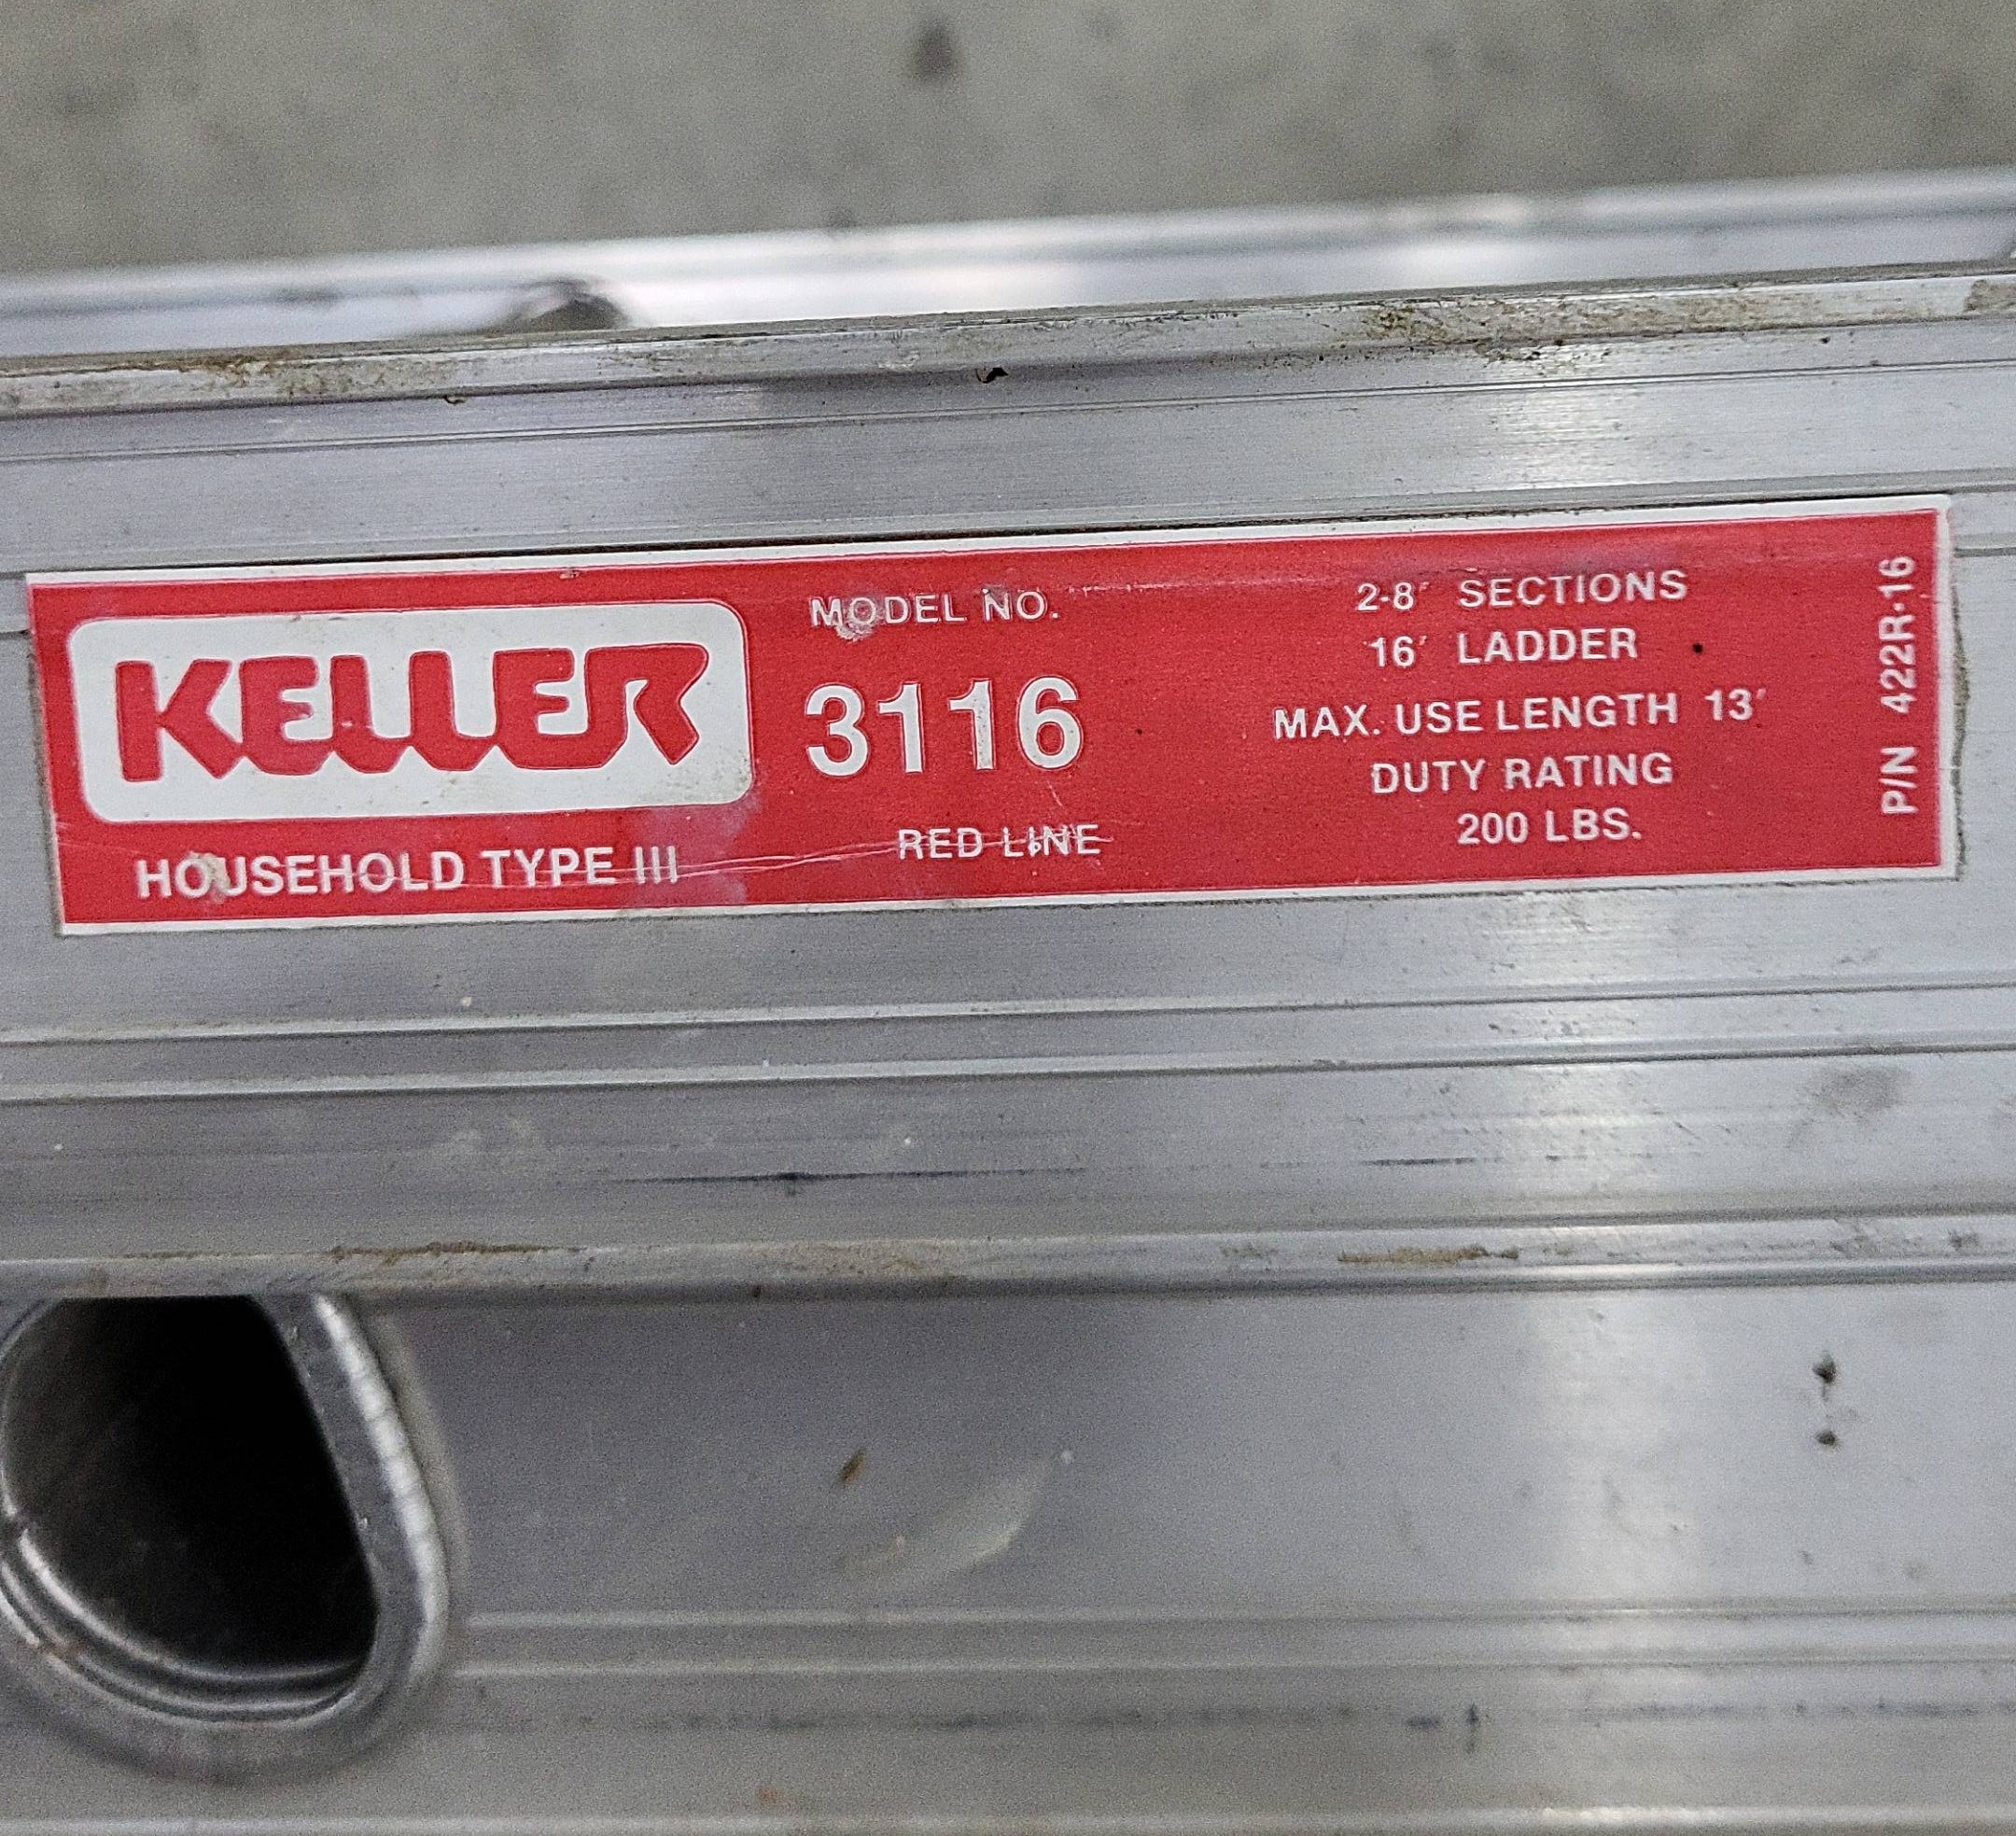 KELLER
HOUSEHOLD TYPE III
MODEL NO.
3116
RED LINE
2-8' SECTIONS
16' LADDER
MAX. USE LENGTH 13'
DUTY RATING
200 LBS.
P/N 422R-16